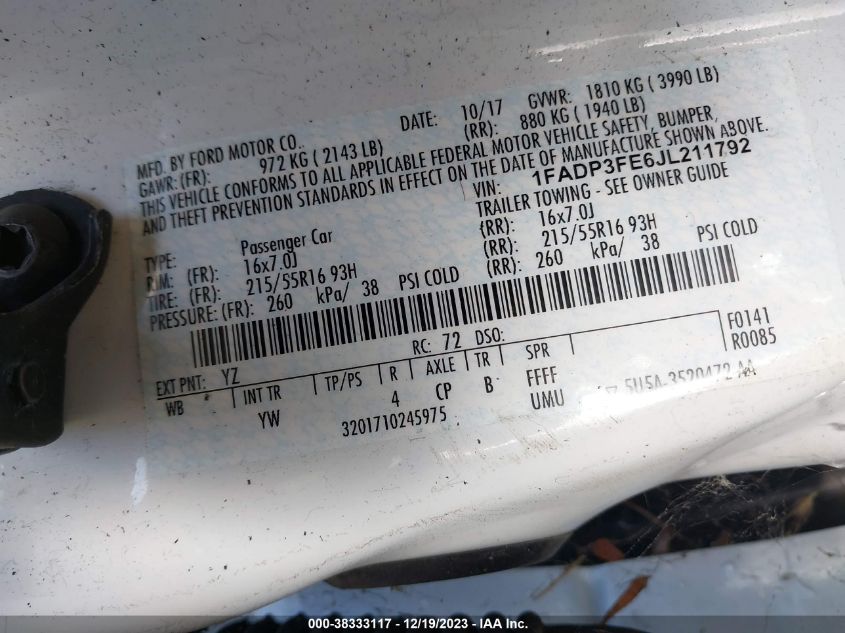 MFD. BY FORD MOTOR CO. DATE: 10/17 GVWR: 1810 KG ( 3990 LB)
GAWR: (FR): 972 KG ( 2143 LB) (RR): 880 KG ( 1940 LB)
THIS VEHICLE CONFORMS TO ALL APPLICABLE FEDERAL MOTOR VEHICLE SAFETY, BUMPER,
AND THEFT PREVENTION STANDARDS IN EFFECT ON THE DATE OF MANUFACTURE SHOWN ABOVE.
VIN: 1FADP3FE6JL211792
TYPE: Passenger Car TRAILER TOWING - SEE OWNER GUIDE
RIM: (FR): 16x7.0J (RR): 16x7.0J
TIRE: (FR): 215/55R16 93H (RR): 215/55R16 93H
PRESSURE: (FR): 260 kPa/ 38 PSI COLD (RR): 260 kPa/ 38 PSI COLD
EXT PNT: YZ RC: 72 DSO: F0141
WB INT TR TP/PS R AXLE TR SPR R0085
YW 4 CP B FFFF
3201710245975 UMU 5U5A-3520472 AA
000-38333117 - 12/19/2023 - IAA Inc.